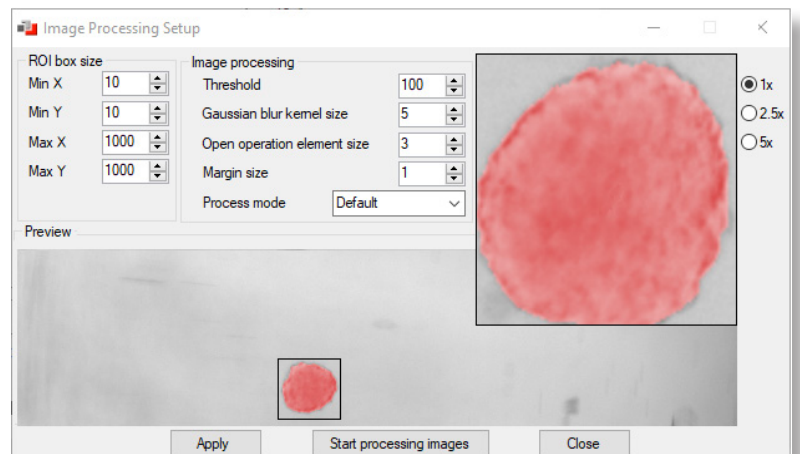 Image Processing Setup
ROI box size
Min X 10
Min Y 10
Max X 1000
Max Y 1000
Image processing
Threshold 100
Gaussian blur kernel size 5
Open operation element size 3
Margin size 1
Process mode Default
1x
2.5x
5x
Preview
Apply Start processing images Close